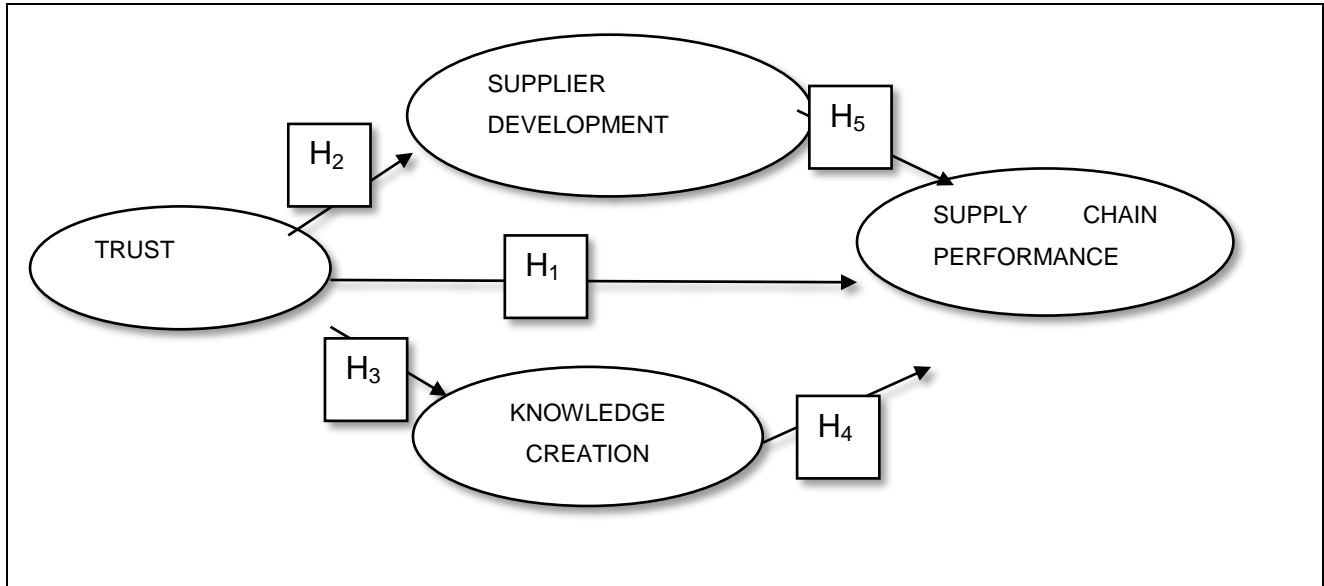 SUPPLIER
DEVELOPMENT
H₅
H₂
SUPPLY CHAIN
PERFORMANCE
TRUST
H₁
H₃
KNOWLEDGE
CREATION
H₄